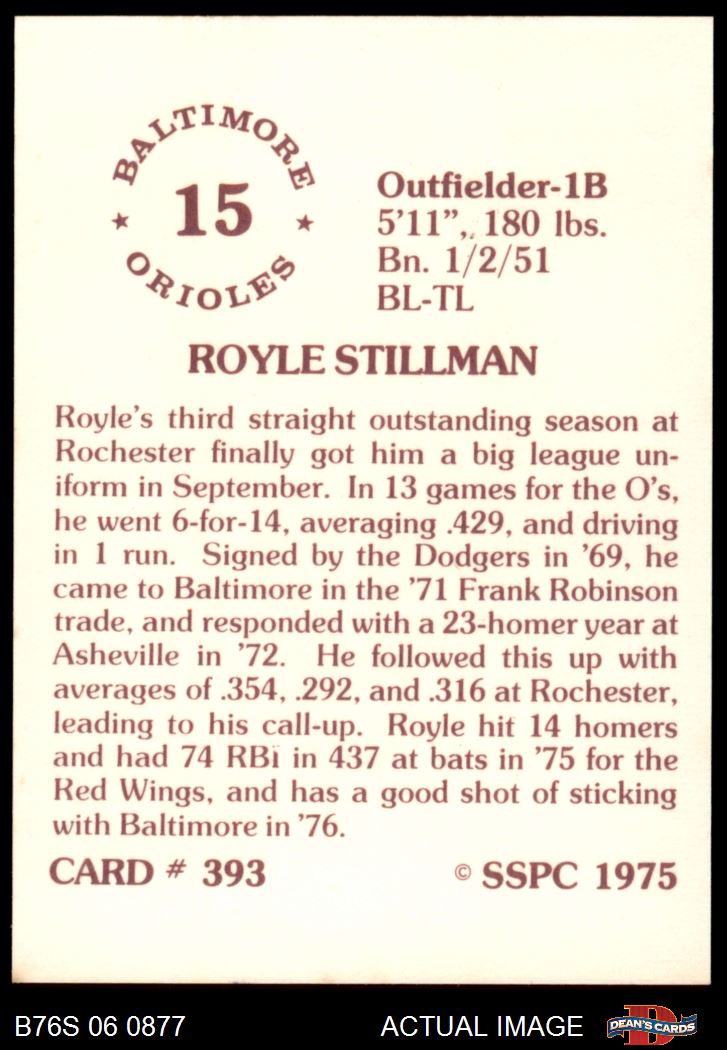 BALTIMORE
15
ORIOLES
Outfielder-1B
5'11", 180 lbs.
Bn. 1/2/51
BL-TL
ROYLE STILLMAN
Royle's third straight outstanding season at
Rochester finally got him a big league un-
iform in September. In 13 games for the O's,
he went 6-for-14, averaging .429, and driving
in 1 run. Signed by the Dodgers in '69, he
came to Baltimore in the '71 Frank Robinson
trade, and responded with a 23-homer year at
Asheville in '72. He followed this up with
averages of .354, .292, and .316 at Rochester,
leading to his call-up. Royle hit 14 homers
and had 74 RBi in 437 at bats in '75 for the
Red Wings, and has a good shot of sticking
with Baltimore in '76.
CARD # 393 © SSPC 1975
B76S 06 0877 ACTUAL IMAGE DEAN'S CARDS